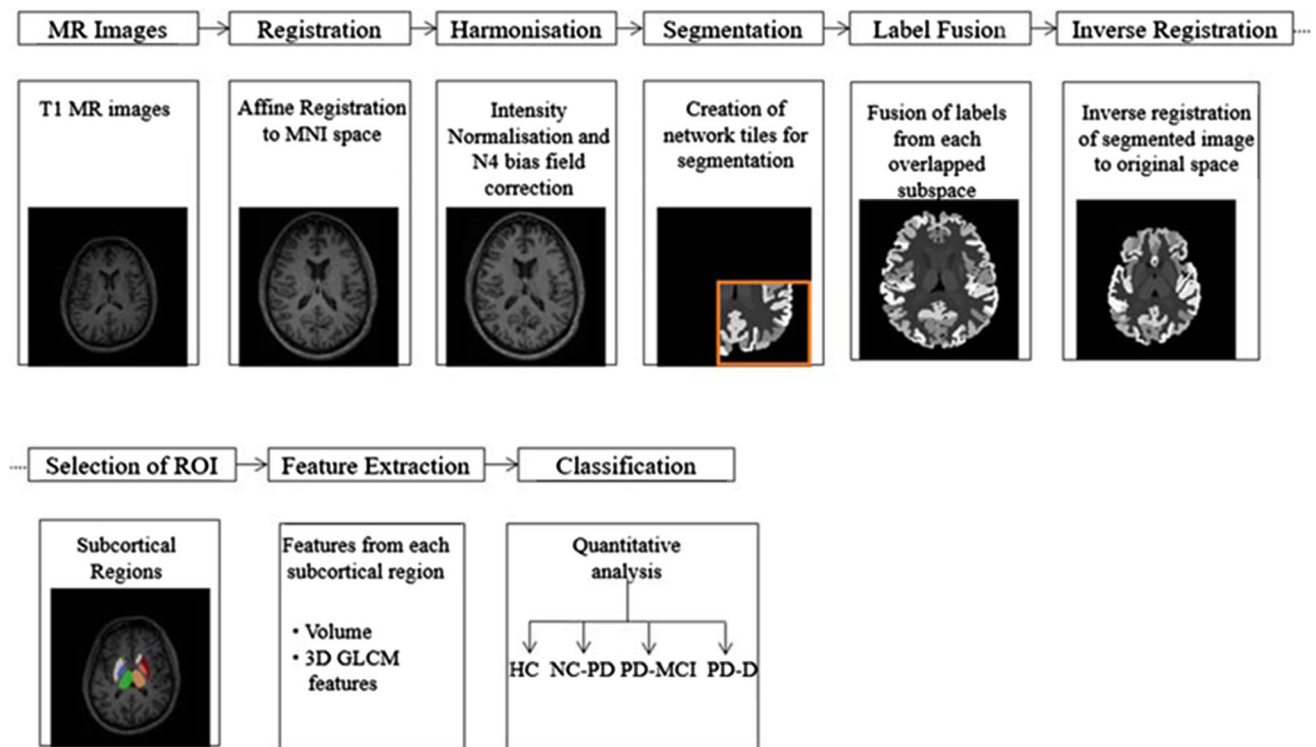 MR Images
Registration
Harmonisation
Segmentation
Label Fusion
Inverse Registration
T1 MR images
Affine Registration
to MNI space
Intensity
Normalisation and
N4 bias field
correction
Creation of
network tiles for
segmentation
Fusion of labels
from each
overlapped
subspace
Inverse registration
of segmented image
to original space
Selection of ROI
Feature Extraction
Classification
Subcortical
Regions
Features from each
subcortical region
• Volume
• 3D GLCM
features
Quantitative
analysis
HC NC-PD PD-MCI PD-D